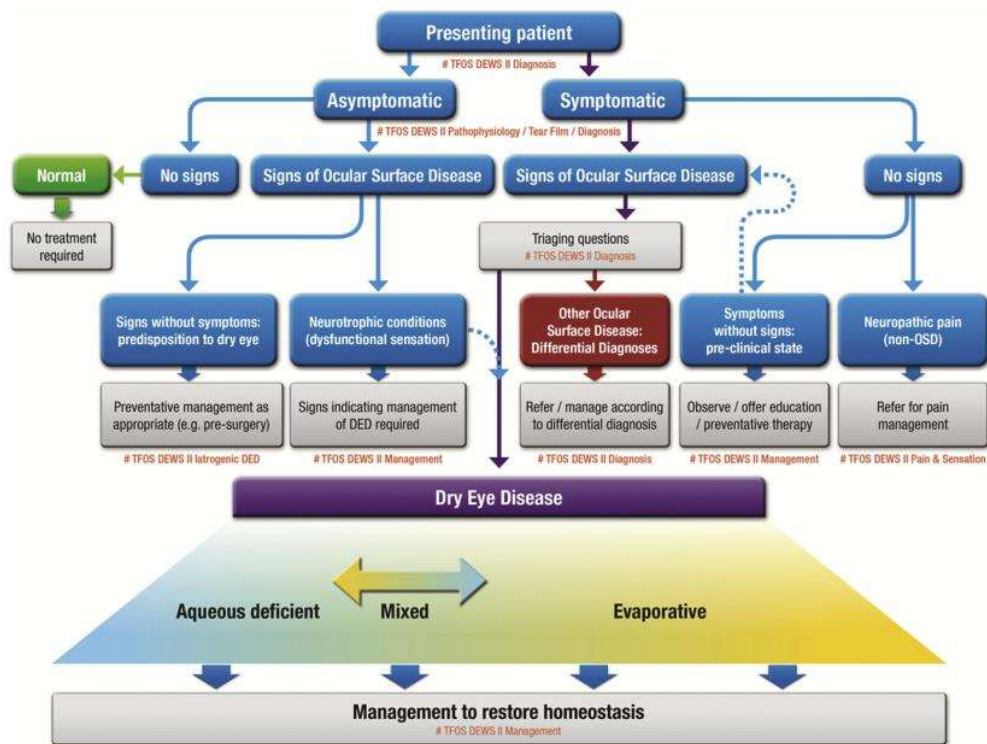 Presenting patient
# TFOS DEWS II Diagnosis
Asymptomatic
Symptomatic
# TFOS DEWS II Pathophysiology / Tear Film / Diagnosis
Normal
No signs
Signs of Ocular Surface Disease
Signs of Ocular Surface Disease
No signs
No treatment
required
Triaging questions
# TFOS DEWS II Diagnosis
Signs without symptoms:
predisposition to dry eye
Neurotrophic conditions
(dysfunctional sensation)
Other Ocular
Surface Disease:
Differential Diagnoses
Symptoms
without signs:
pre-clinical state
Neuropathic pain
(non-OSD)
Preventative management as
appropriate (e.g. pre-surgery)
# TFOS DEWS II Iatrogenic DED
Signs indicating management
of DED required
# TFOS DEWS II Management
Refer / manage according
to differential diagnosis
# TFOS DEWS II Diagnosis
Observe / offer education
/ preventative therapy
# TFOS DEWS II Management
Refer for pain
management
# TFOS DEWS II Pain & Sensation
Dry Eye Disease
Aqueous deficient
Mixed
Evaporative
Management to restore homeostasis
# TFOS DEWS II Management